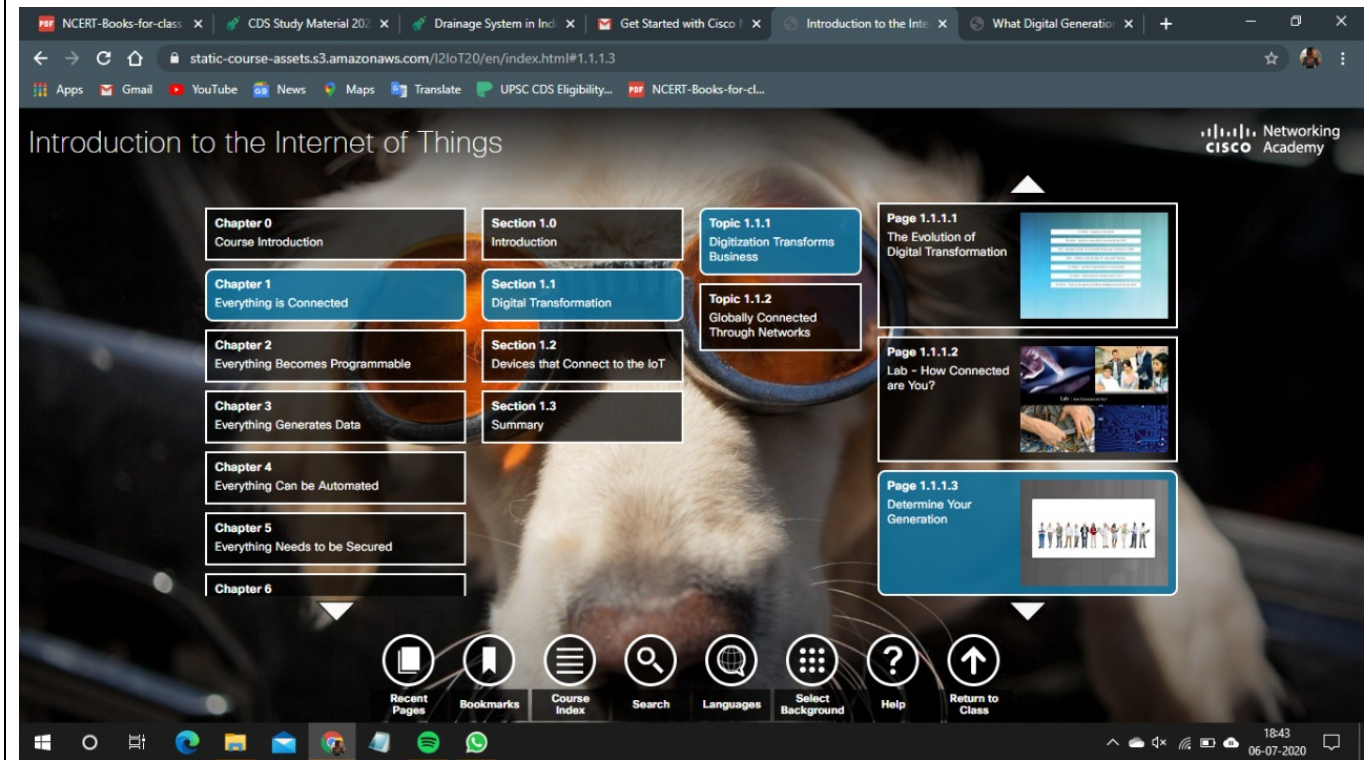 NCERT-Books-for-class
CDS Study Material 202
Drainage System in Indi
Get Started with Cisco
Introduction to the Inte
What Digital Generation
static-course-assets.s3.amazonaws.com/I2IoT20/en/index.html#1.1.1.3
Apps Gmail YouTube News Maps Translate UPSC CDS Eligibility... NCERT-Books-for-cl...
Introduction to the Internet of Things
Networking
CISCO Academy
Chapter 0
Course Introduction
Chapter 1
Everything is Connected
Chapter 2
Everything Becomes Programmable
Chapter 3
Everything Generates Data
Chapter 4
Everything Can be Automated
Chapter 5
Everything Needs to be Secured
Chapter 6
Section 1.0
Introduction
Section 1.1
Digital Transformation
Section 1.2
Devices that Connect to the IoT
Section 1.3
Summary
Topic 1.1.1
Digitization Transforms
Business
Topic 1.1.2
Globally Connected
Through Networks
Page 1.1.1.1
The Evolution of
Digital Transformation
Page 1.1.1.2
Lab - How Connected
are You?
Page 1.1.1.3
Determine Your
Generation
Recent
Pages
Bookmarks
Course
Index
Search
Languages
Select
Background
Help
Return to
Class
18:43
06-07-2020